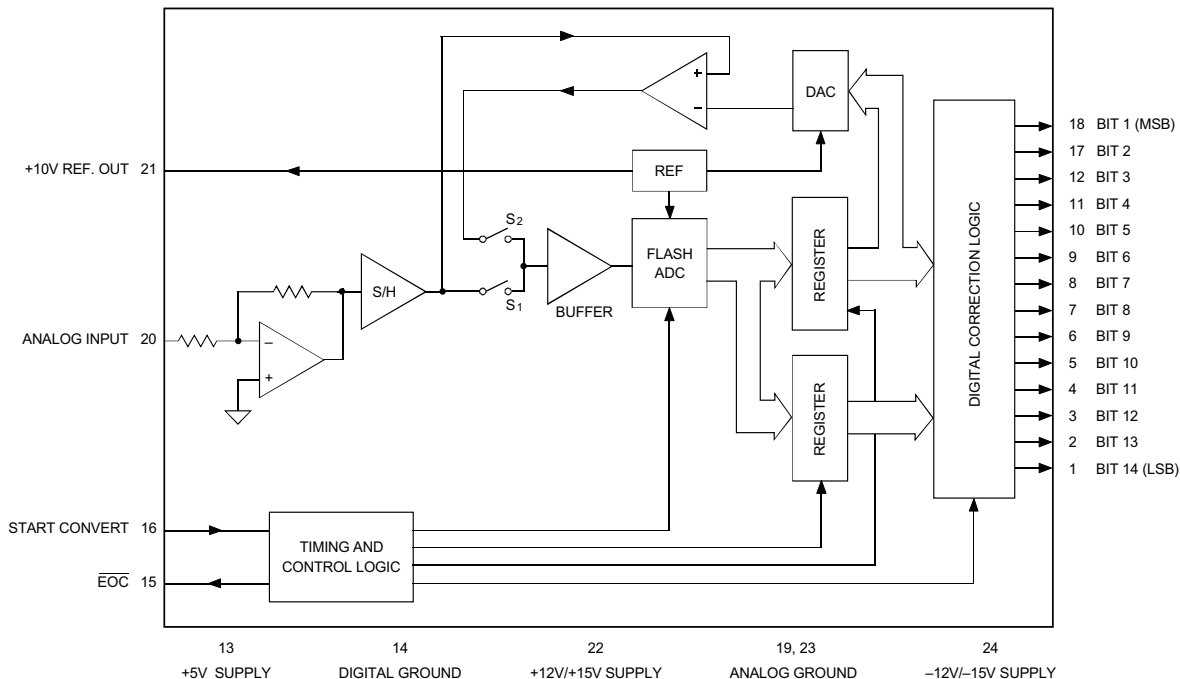 +
–
DAC
18 BIT 1 (MSB)
17 BIT 2
12 BIT 3
11 BIT 4
10 BIT 5
9 BIT 6
8 BIT 7
7 BIT 8
6 BIT 9
5 BIT 10
4 BIT 11
3 BIT 12
2 BIT 13
1 BIT 14 (LSB)
DIGITAL CORRECTION LOGIC
+10V REF. OUT 21
REF
S2
S1
BUFFER
FLASH
ADC
REGISTER
REGISTER
S/H
ANALOG INPUT 20
–
+
START CONVERT 16
EOC 15
TIMING AND
CONTROL LOGIC
13
+5V SUPPLY
14
DIGITAL GROUND
22
+12V/+15V SUPPLY
19, 23
ANALOG GROUND
24
–12V/–15V SUPPLY